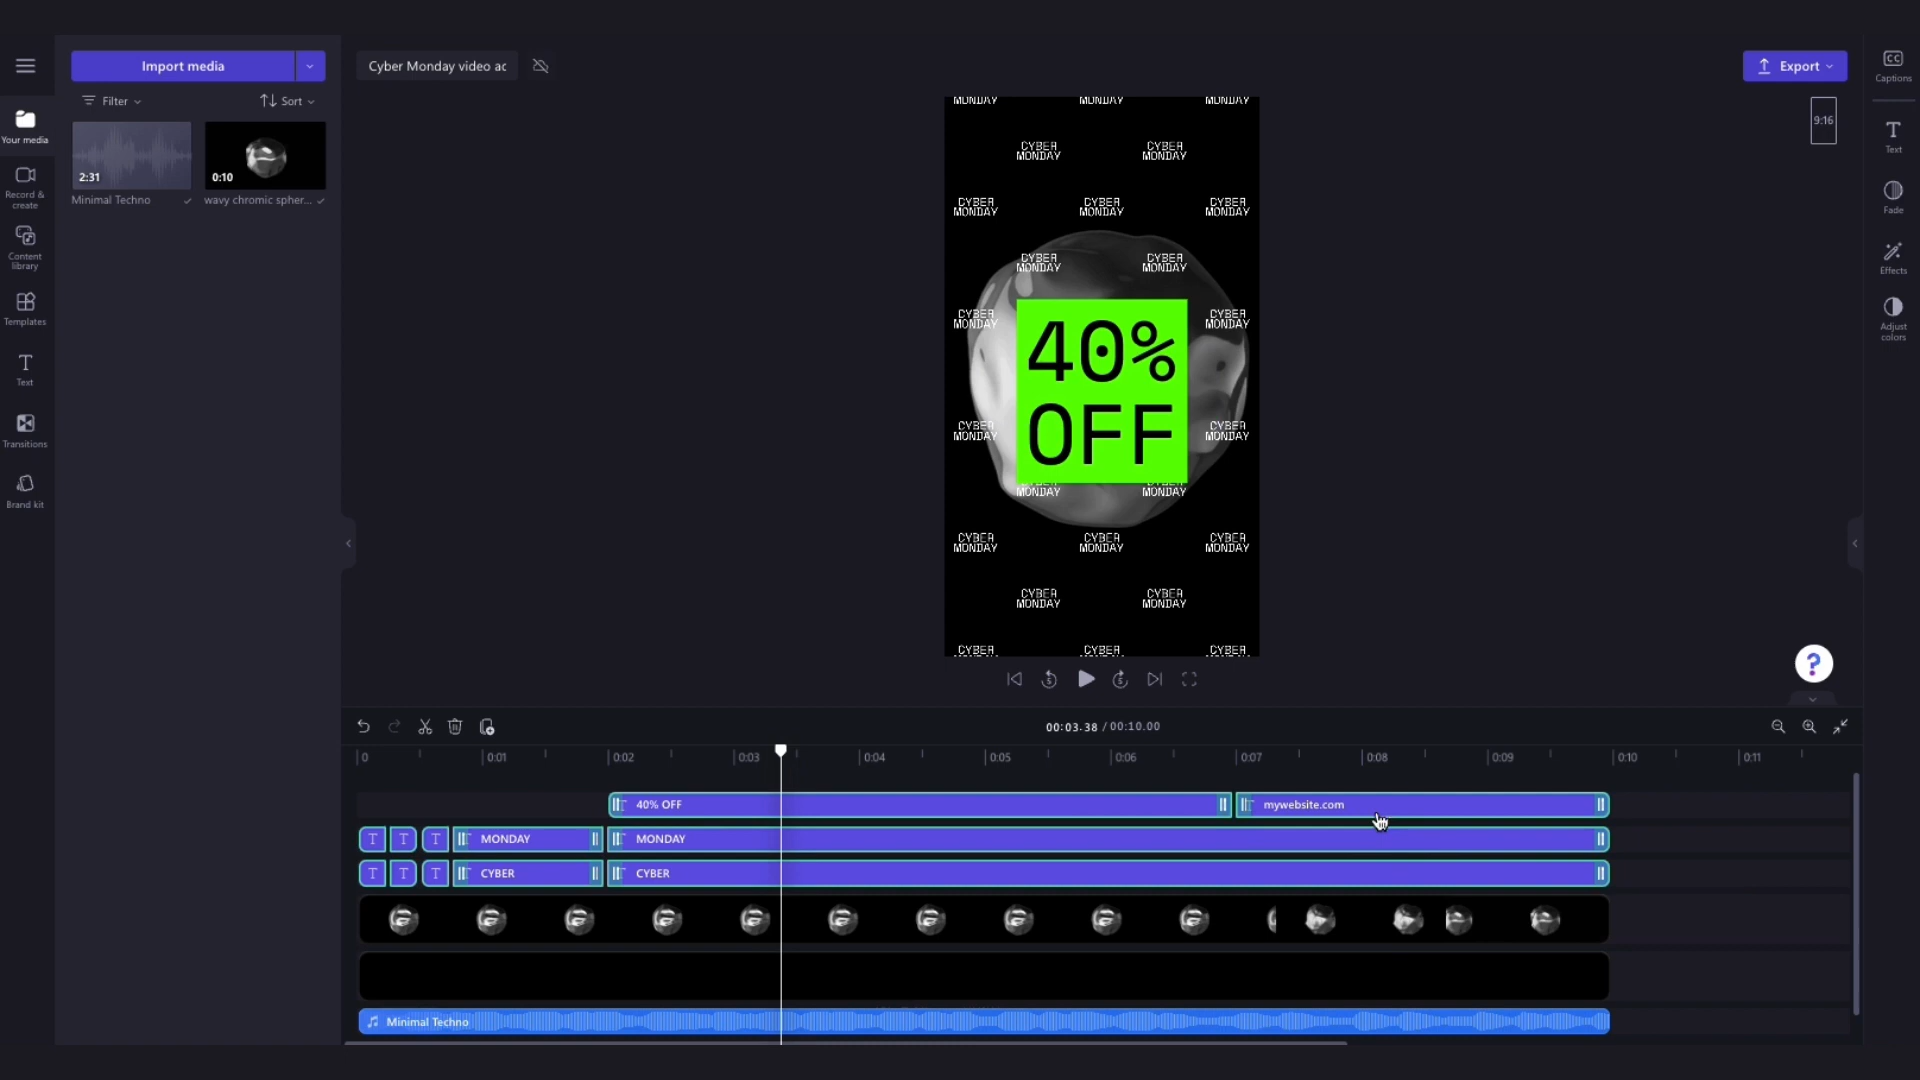 Import media
Cyber Monday video ac
Export
Captions
Filter
Sort
9:16
Your media
2:31
0:10
Minimal Techno
wavy chromic spher...
Text
Record &
create
Fade
Content
library
Effects
Templates
Adjust
colors
Text
Transitions
Brand kit
MONDAY MONDAY MONDAY
CYBER CYBER
MONDAY MONDAY
CYBER CYBER CYBER
MONDAY MONDAY MONDAY
CYBER CYBER
MONDAY MONDAY
CYBER CYBER
MONDAY MONDAY
40%
OFF
CYBER CYBER
MONDAY MONDAY
MONDAY MONDAY
CYBER CYBER CYBER
MONDAY MONDAY MONDAY
CYBER CYBER
MONDAY MONDAY
CYBER CYBER CYBER
5 5
?
00:03.38 / 00:10.00
0 0:01 0:02 0:03 0:04 0:05 0:06 0:07 0:08 0:09 0:10 0:11
40% OFF
mywebsite.com
T T T MONDAY MONDAY
T T T CYBER CYBER
Minimal Techno